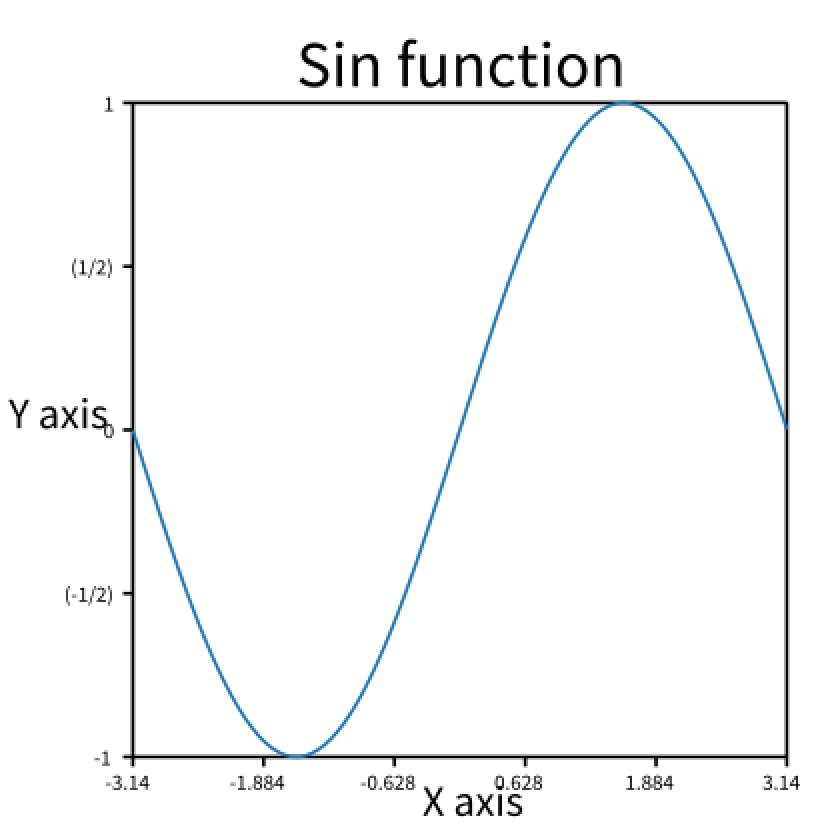 Sin function
1
(1/2)
Y axis
0
(-1/2)
-1
-3.14 -1.884 -0.628 0.628 1.884 3.14
X axis